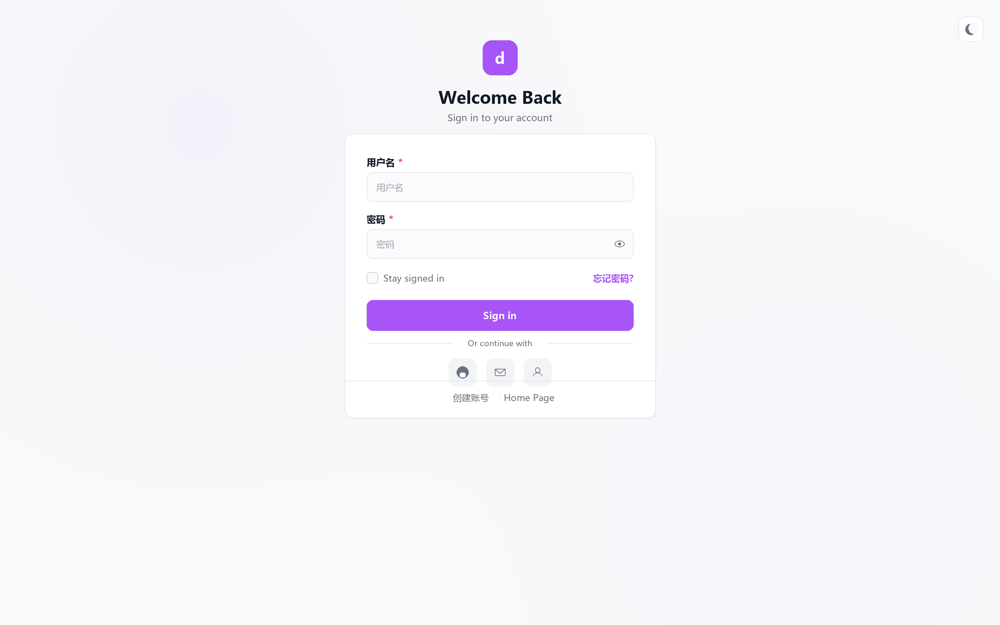 d
Welcome Back
Sign in to your account
用户名 *
用户名
密码 *
密码
Stay signed in 忘记密码?
Sign in
Or continue with
创建账号 · Home Page